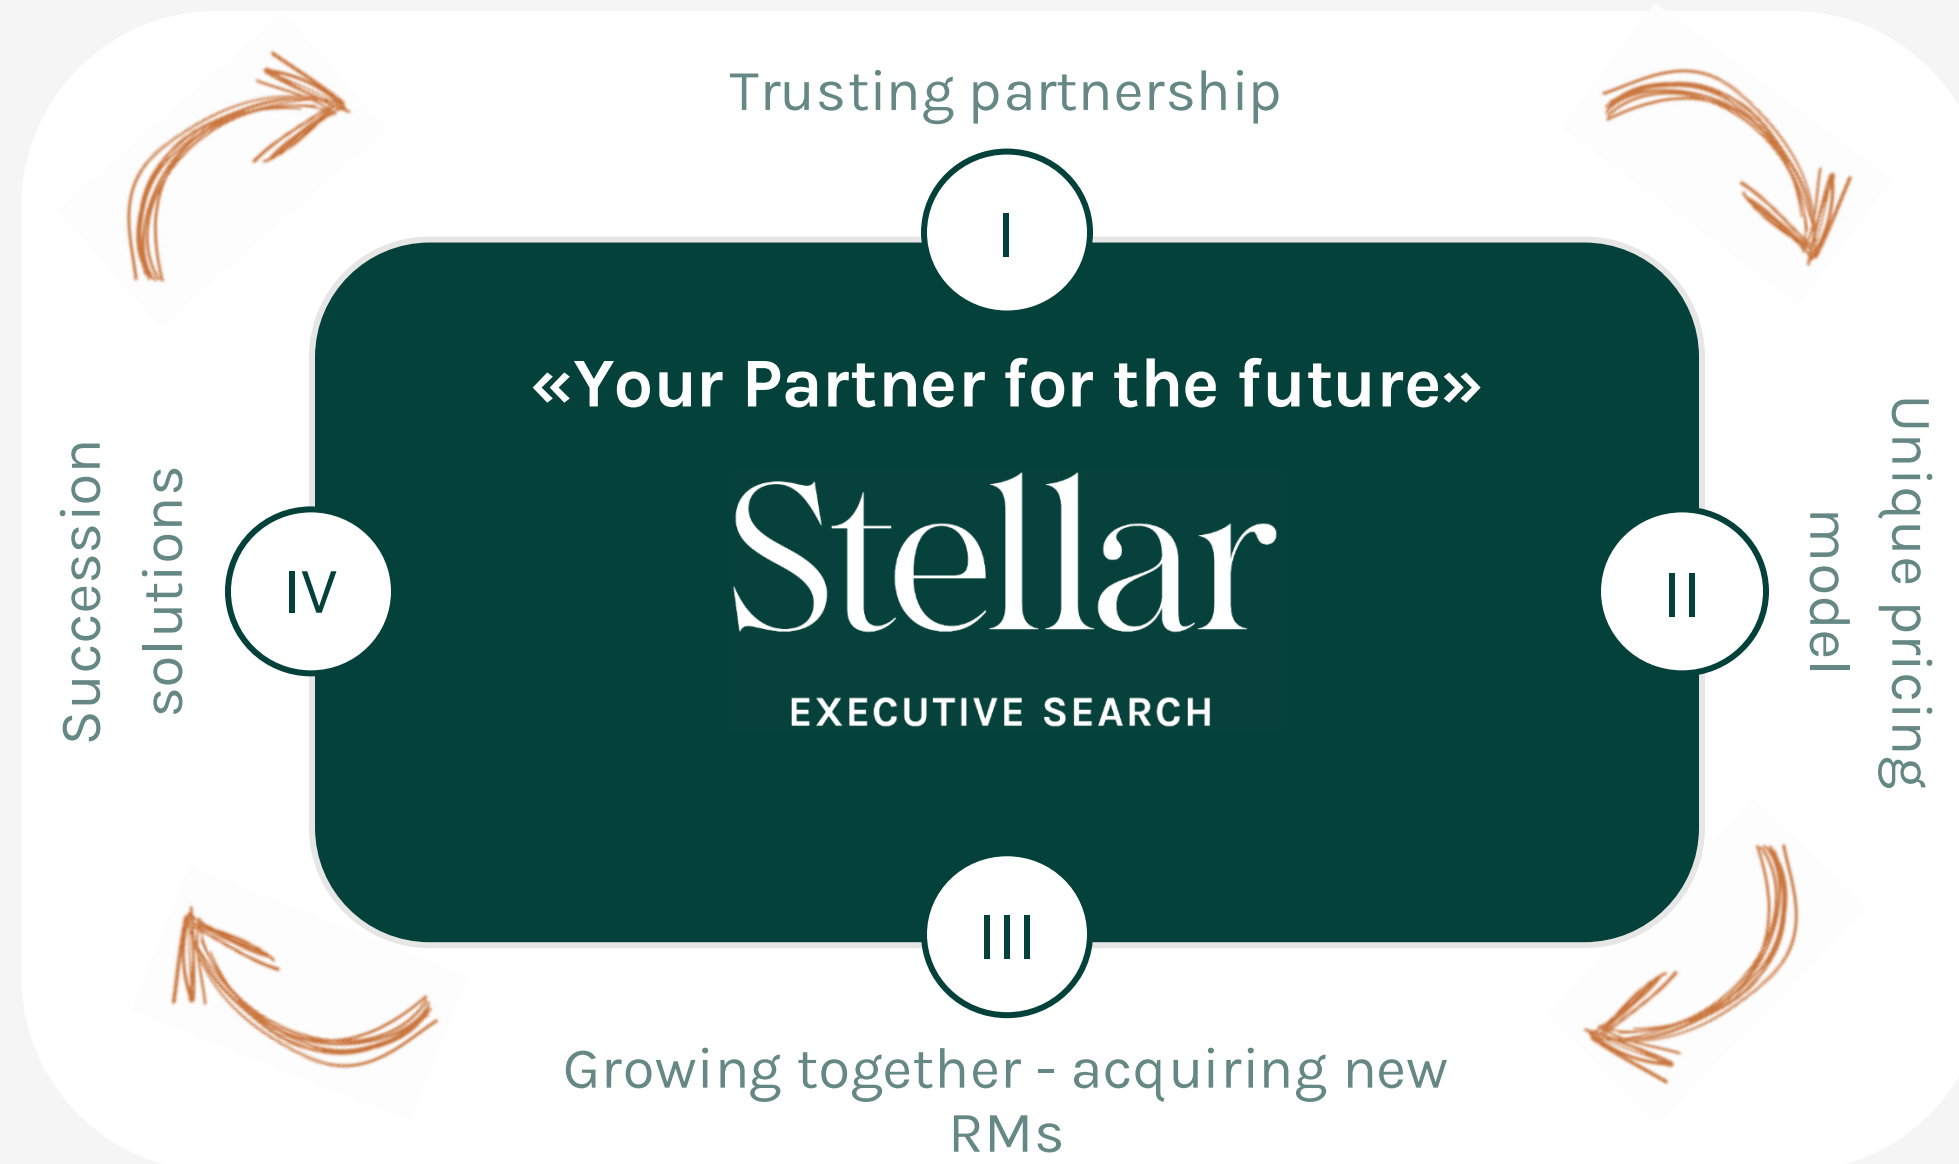 Trusting partnership
I
«Your Partner for the future»
Stellar
EXECUTIVE SEARCH
II
Unique pricing
model
III
Growing together - acquiring new
RMs
IV
Succession
solutions